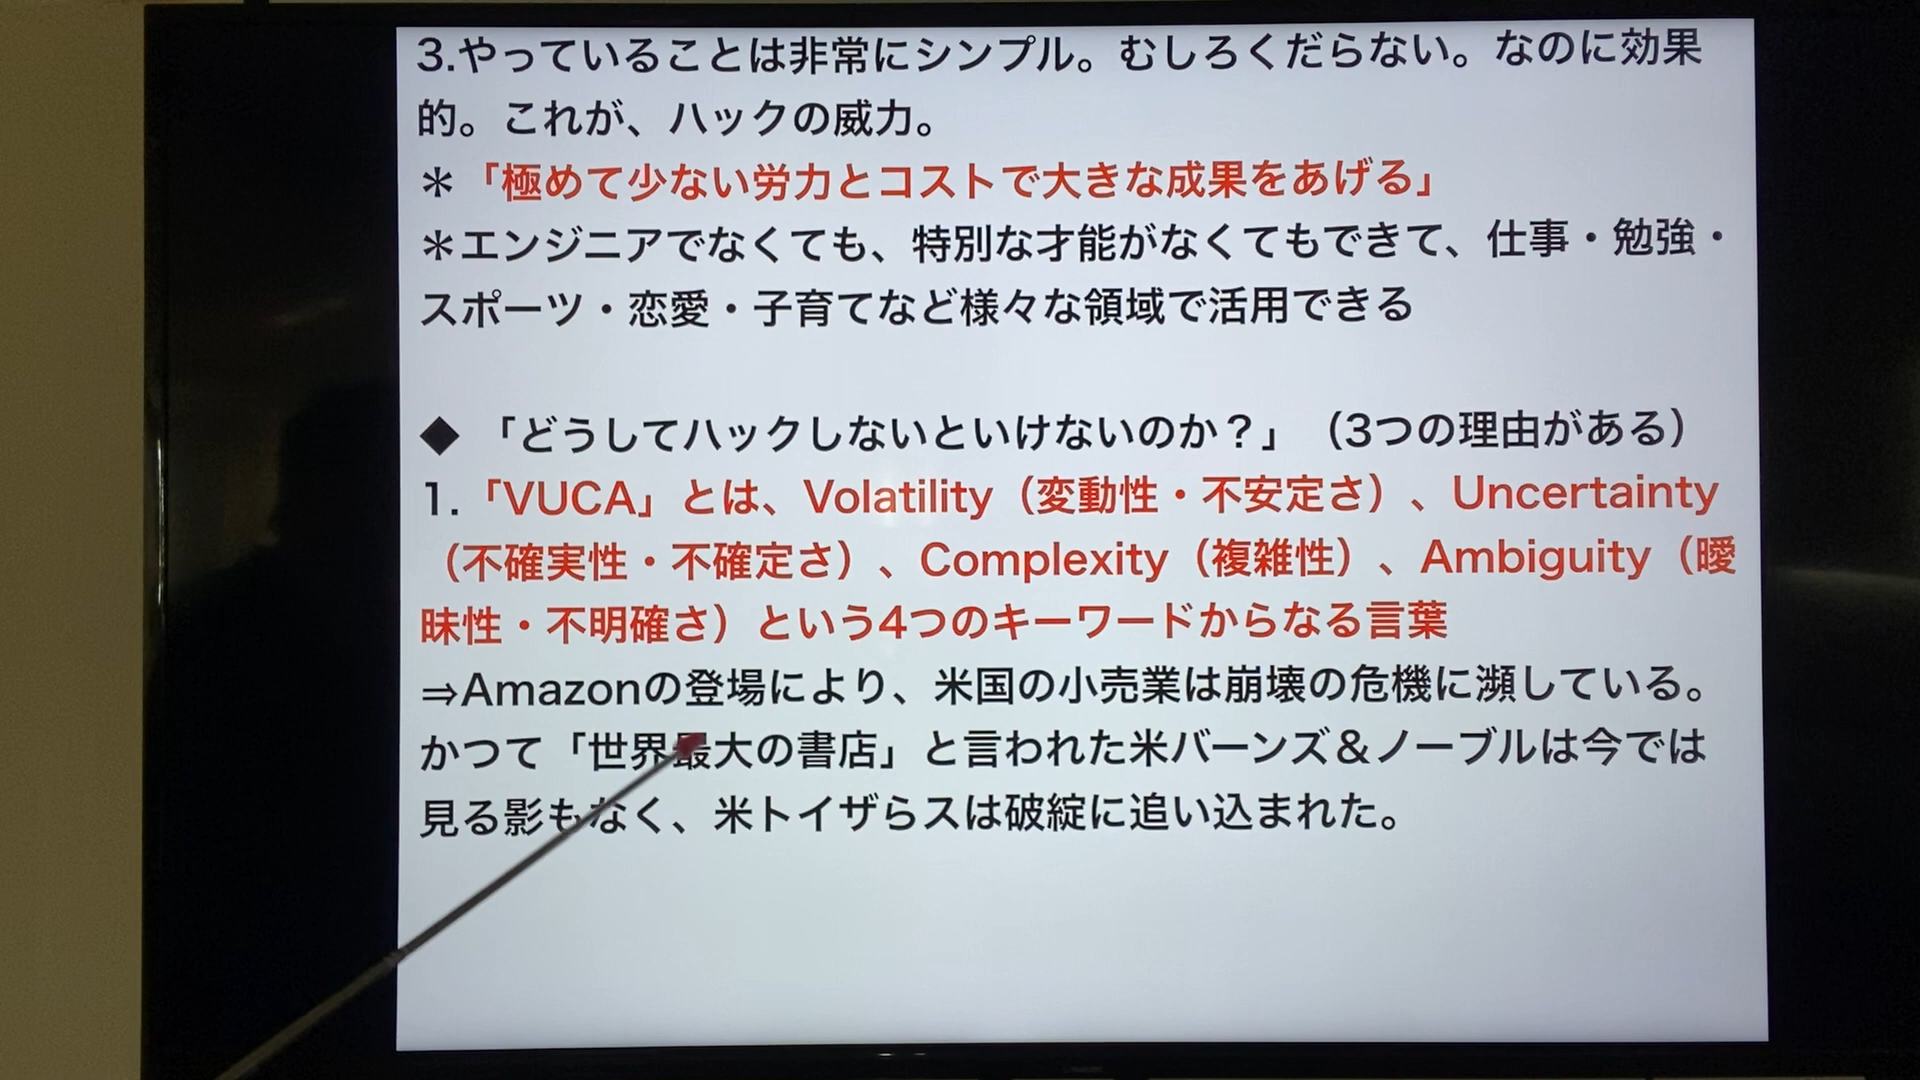 3.やっていることは非常にシンプル。むしろくだらない。なのに効果
的。これが、ハックの威力。
＊「極めて少ない労力とコストで大きな成果をあげる」
＊エンジニアでなくても、特別な才能がなくてもできて、仕事・勉強・
スポーツ・恋愛・子育てなど様々な領域で活用できる
◆「どうしてハックしないといけないのか？」（3つの理由がある）
1.「VUCA」とは、Volatility（変動性・不安定さ）、Uncertainty
（不確実性・不確定さ）、Complexity（複雑性）、Ambiguity（曖
昧性・不明確さ）という4つのキーワードからなる言葉
⇒Amazonの登場により、米国の小売業は崩壊の危機に瀕している。
かつて「世界最大の書店」と言われた米バーンズ＆ノーブルは今では
見る影もなく、米トイザらスは破綻に追い込まれた。